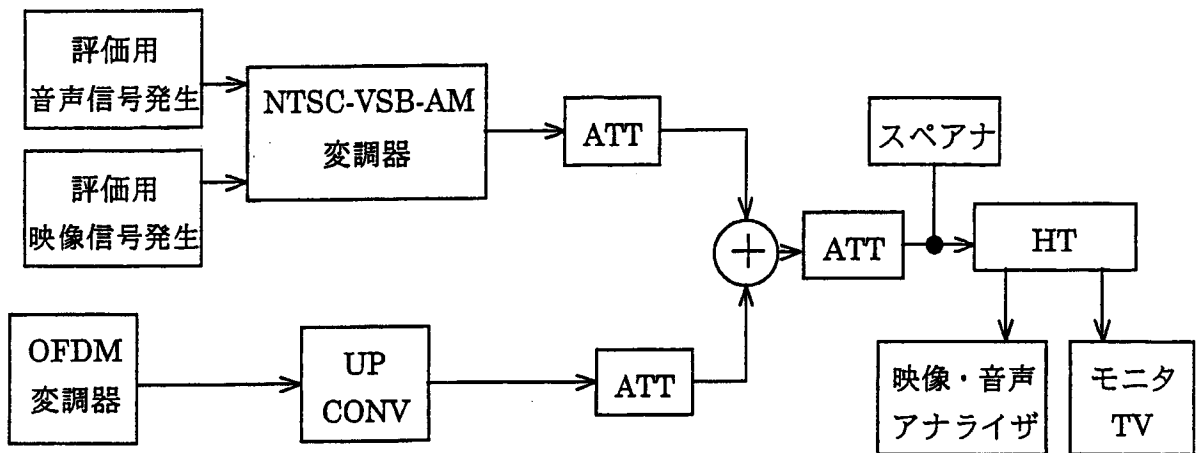 評価用
音声信号発生
評価用
映像信号発生
NTSC-VSB-AM
変調器
ATT
スペアナ
ATT
HT
OFDM
変調器
UP
CONV
ATT
映像・音声
アナライザ
モニタ
TV